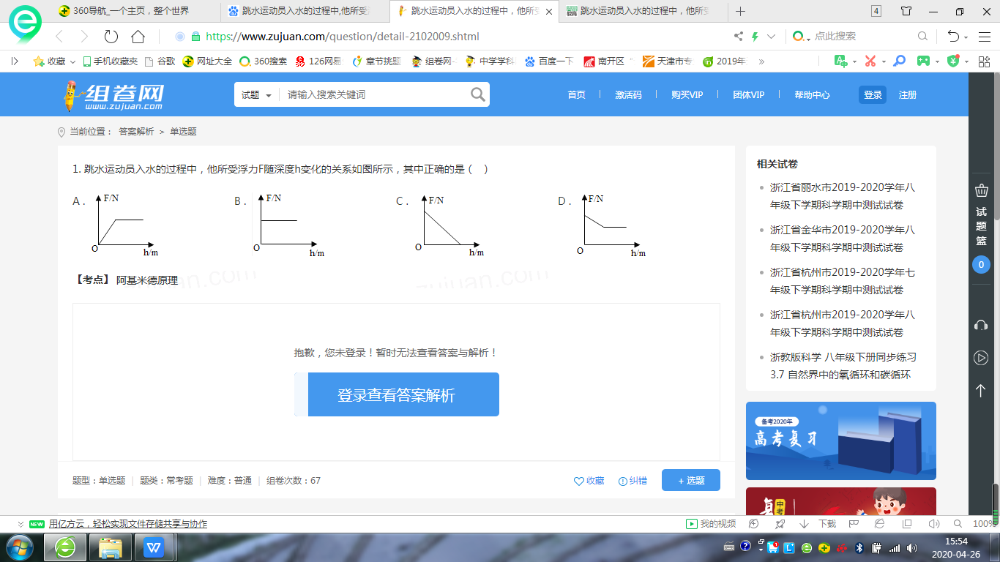 360导航_一个主页，整个世界
跳水运动员入水的过程中,他所受
跳水运动员入水的过程中，他所受
跳水运动员入水的过程中，他所受
4
https://www.zujuan.com/question/detail-2102009.shtml
点此搜索
收藏 手机收藏夹 谷歌 网址大全 360搜索 126网易 章节挑题 组卷网- 中学学科 百度一下 南开区 天津市专 2019年 »
组卷网
www.zujuan.com
试题 请输入搜索关键词
首页 激活码 购买VIP 团体VIP 帮助中心 登录 注册
当前位置： 答案解析 > 单选题
1. 跳水运动员入水的过程中，他所受浮力F随深度h变化的关系如图所示，其中正确的是（ ）
A． F/N O h/m
B． F/N O h/m
C． F/N O h/m
D． F/N O h/m
【考点】 阿基米德原理
zujuan.com
抱歉，您未登录！暂时无法查看答案与解析！
登录查看答案解析
题型：单选题 | 题类：常考题 | 难度：普通 | 组卷次数：67
收藏 纠错 + 选题
相关试卷
浙江省丽水市2019-2020学年八
年级下学期科学期中测试试卷
浙江省金华市2019-2020学年八
年级下学期科学期中测试试卷
浙江省杭州市2019-2020学年七
年级下学期科学期中测试试卷
浙江省杭州市2019-2020学年八
年级下学期科学期中测试试卷
浙教版科学 八年级下册同步练习
3.7 自然界中的氧循环和碳循环
备考2020年
高考复习
中考
试
题
篮
0
NEW 用亿方云，轻松实现文件存储共享与协作
我的视频 下载 100%
15:54
2020-04-26